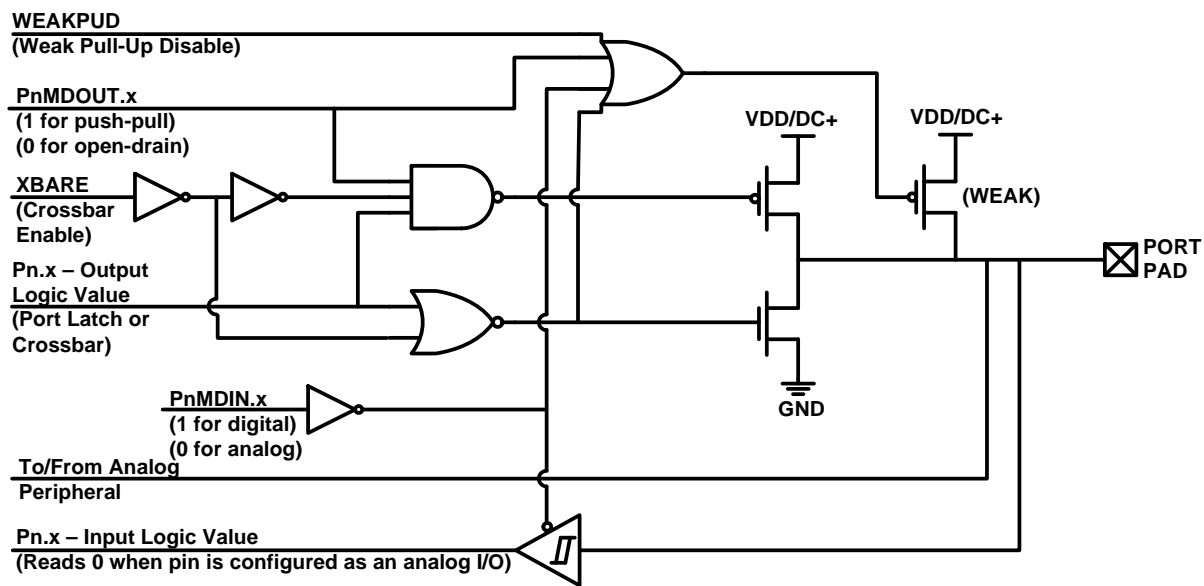 WEAKPUD
(Weak Pull-Up Disable)
PnMDOUT.x
(1 for push-pull)
(0 for open-drain)
XBARE
(Crossbar
Enable)
Pn.x – Output
Logic Value
(Port Latch or
Crossbar)
PnMDIN.x
(1 for digital)
(0 for analog)
To/From Analog
Peripheral
Pn.x – Input Logic Value
(Reads 0 when pin is configured as an analog I/O)
VDD/DC+
VDD/DC+
(WEAK)
PORT
PAD
GND